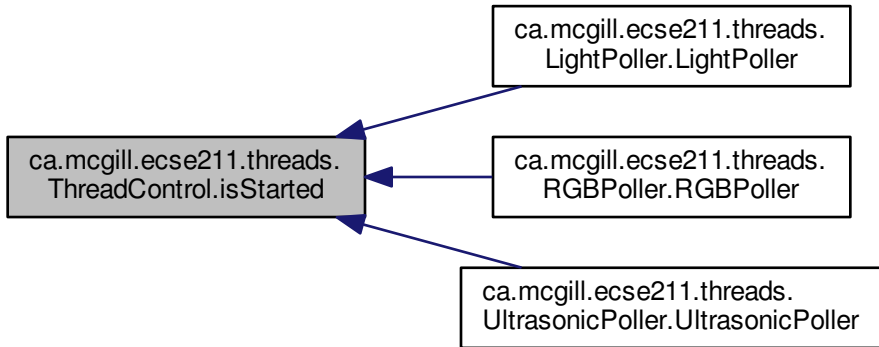 ca.mcgill.ecse211.threads.
LightPoller.LightPoller
ca.mcgill.ecse211.threads.
ThreadControl.isStarted
ca.mcgill.ecse211.threads.
RGBPoller.RGBPoller
ca.mcgill.ecse211.threads.
UltrasonicPoller.UltrasonicPoller